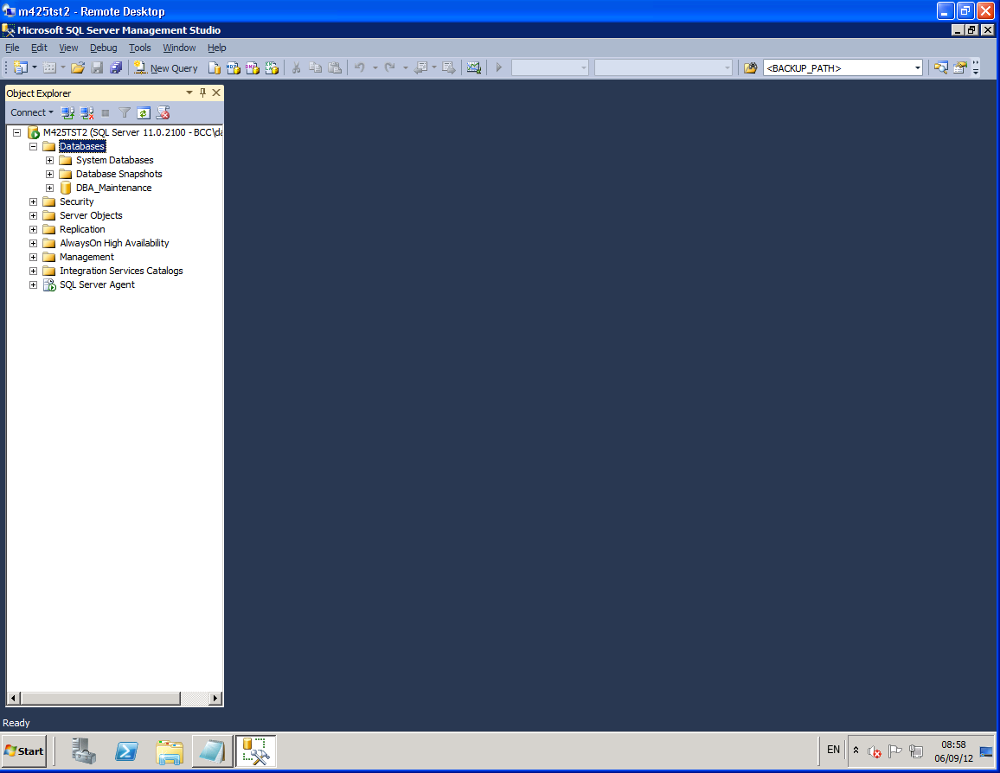 m425tst2 - Remote Desktop
Microsoft SQL Server Management Studio
File Edit View Debug Tools Window Help
New Query <BACKUP_PATH>
Object Explorer
Connect
M425TST2 (SQL Server 11.0.2100 - BCC\da
Databases
System Databases
Database Snapshots
DBA_Maintenance
Security
Server Objects
Replication
AlwaysOn High Availability
Management
Integration Services Catalogs
SQL Server Agent
Ready
Start EN 08:58
06/09/12